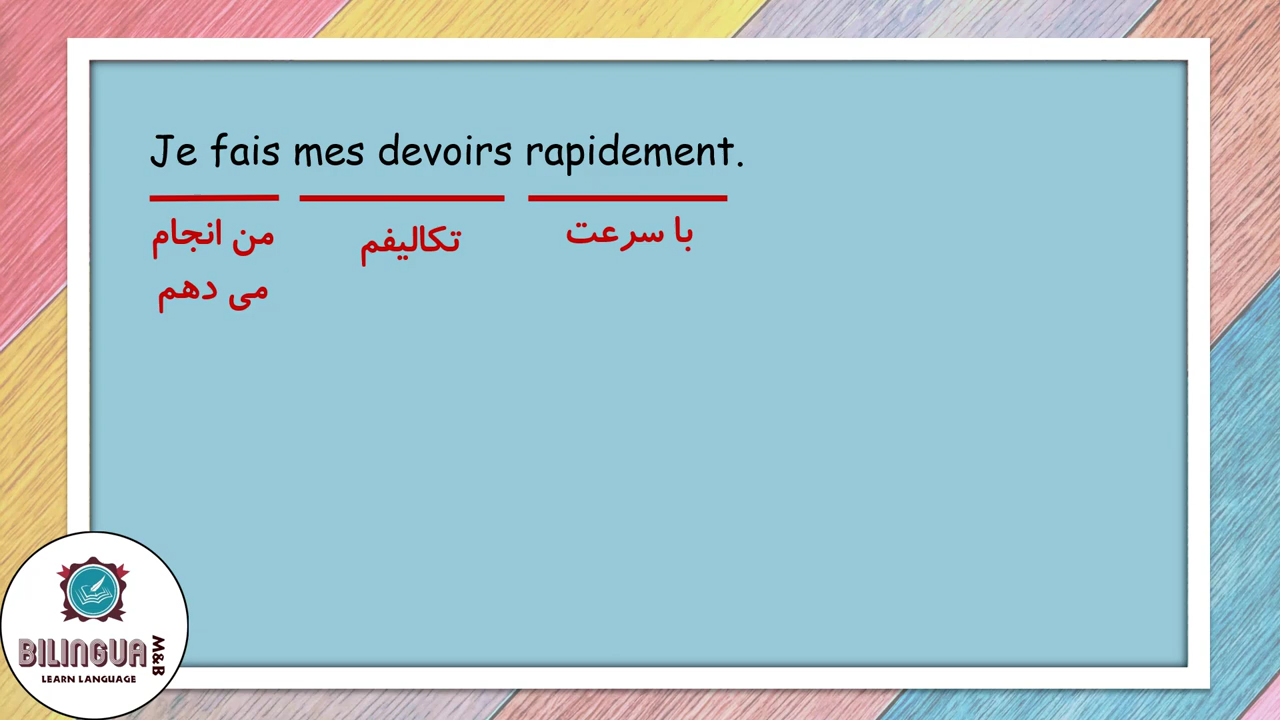 Je fais mes devoirs rapidement.
من انجام
می دهم
تکالیفم
با سرعت
BILINGUA
M&B
LEARN LANGUAGE